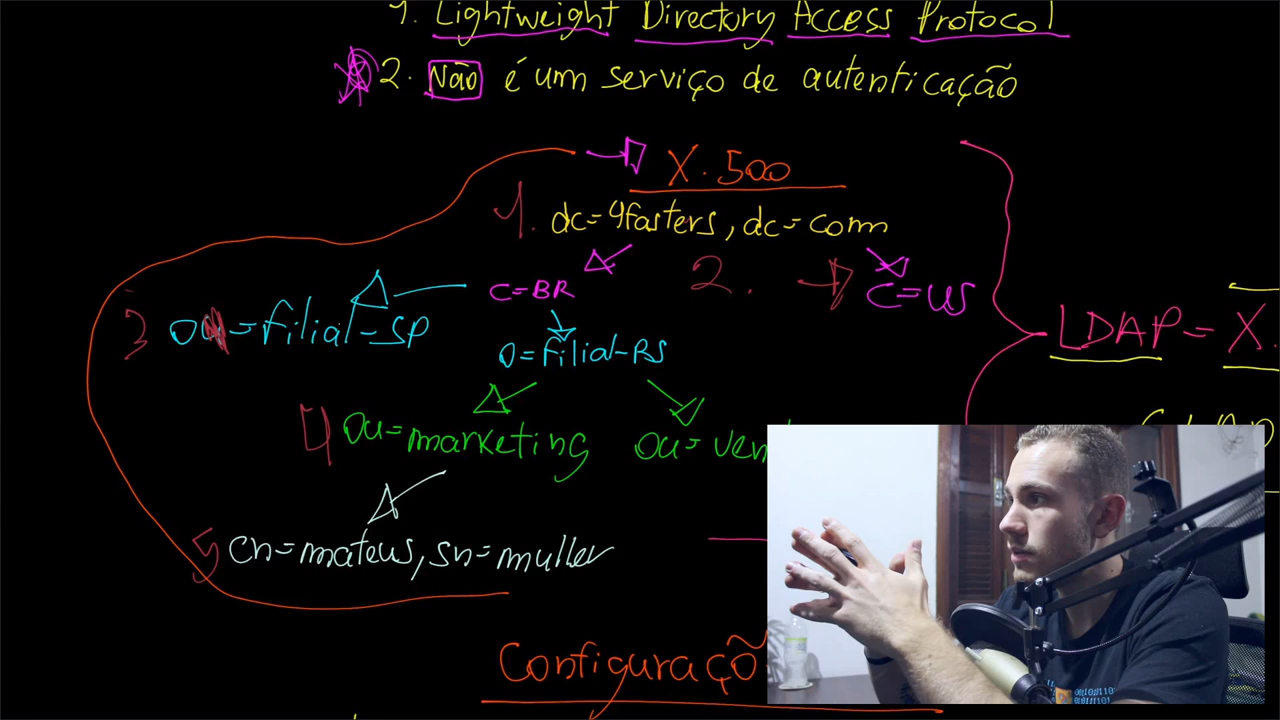 1. Lightweight Directory Access Protocol
2. Não é um serviço de autenticação
X.500
1. dc=4fasters, dc=com
2.
c=BR
c=US
3 o=filial-SP
o=filial-RS
LDAP = X.
4 ou=marketing
ou=ven
5 cn=mateus, sn=muller
Configuraçõ